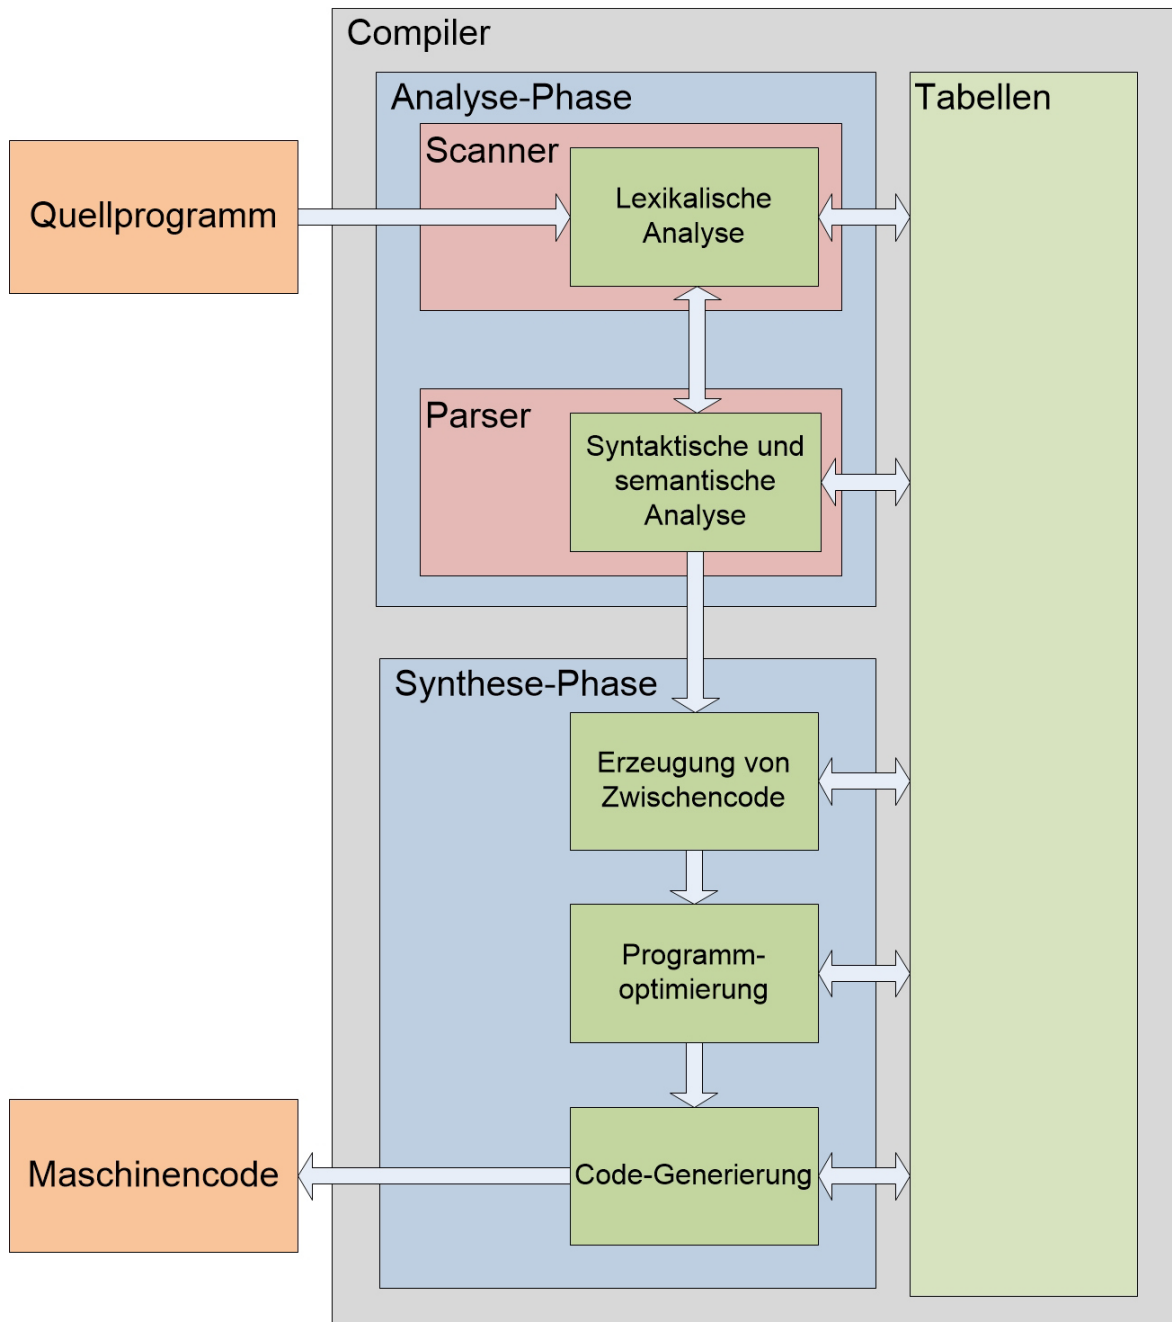 Compiler
Analyse-Phase
Tabellen
Scanner
Lexikalische
Analyse
Quellprogramm
Parser
Syntaktische und
semantische
Analyse
Synthese-Phase
Erzeugung von
Zwischencode
Programm-
optimierung
Code-Generierung
Maschinencode